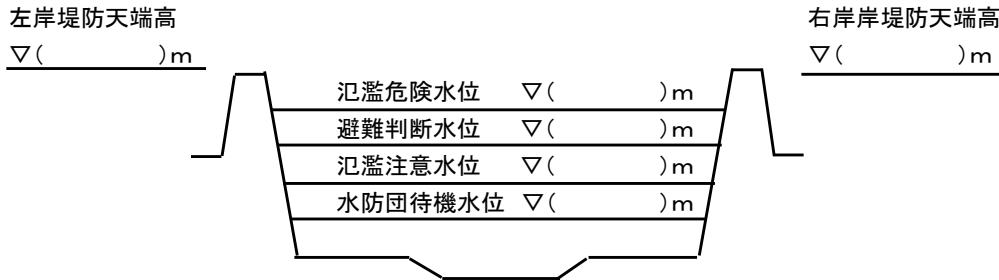 左岸堤防天端高
▽(　　　　　)m
右岸岸堤防天端高
▽(　　　　　)m
氾濫危険水位　▽(　　　　　)m
避難判断水位　▽(　　　　　)m
氾濫注意水位　▽(　　　　　)m
水防団待機水位　▽(　　　　　)m